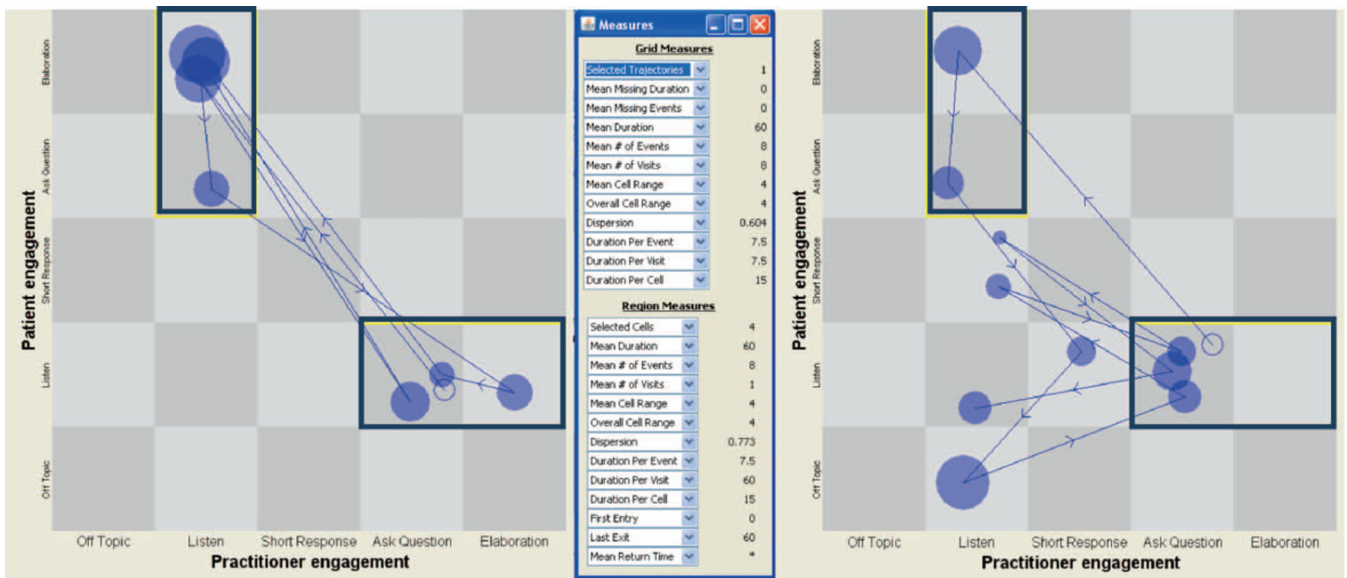 Patient engagement
Elaboration
Ask Question
Short Response
Listen
Off Topic
Off Topic Listen Short Response Ask Question Elaboration
Practitioner engagement
Measures
Grid Measures
Selected Trajectories 1
Mean Missing Duration 0
Mean Missing Events 0
Mean Duration 60
Mean # of Events 8
Mean # of Visits 8
Mean Cell Range 4
Overall Cell Range 4
Dispersion 0.604
Duration Per Event 7.5
Duration Per Visit 7.5
Duration Per Cell 15
Region Measures
Selected Cells 4
Mean Duration 60
Mean # of Events 8
Mean # of Visits 1
Mean Cell Range 4
Overall Cell Range 4
Dispersion 0.773
Duration Per Event 7.5
Duration Per Visit 60
Duration Per Cell 15
First Entry 0
Last Exit 60
Mean Return Time *
Patient engagement
Elaboration
Ask Question
Short Response
Listen
Off Topic
Off Topic Listen Short Response Ask Question Elaboration
Practitioner engagement